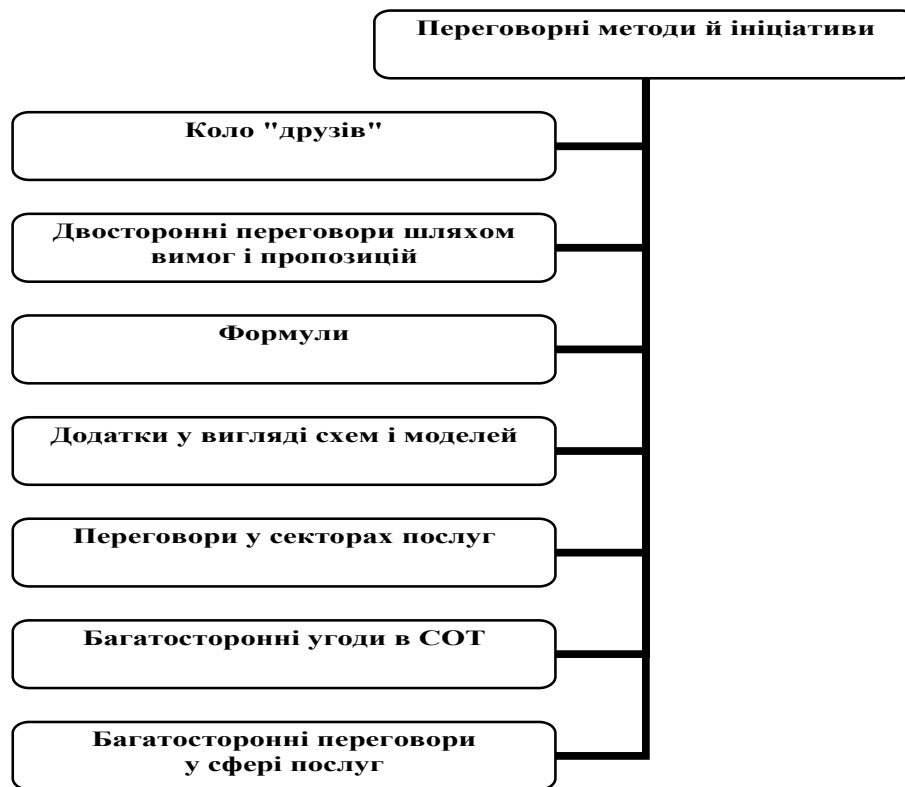 Переговорні методи й ініціативи
Коло "друзів"
Двосторонні переговори шляхом
вимог і пропозицій
Формули
Додатки у вигляді схем і моделей
Переговори у секторах послуг
Багатосторонні угоди в СОТ
Багатосторонні переговори
у сфері послуг